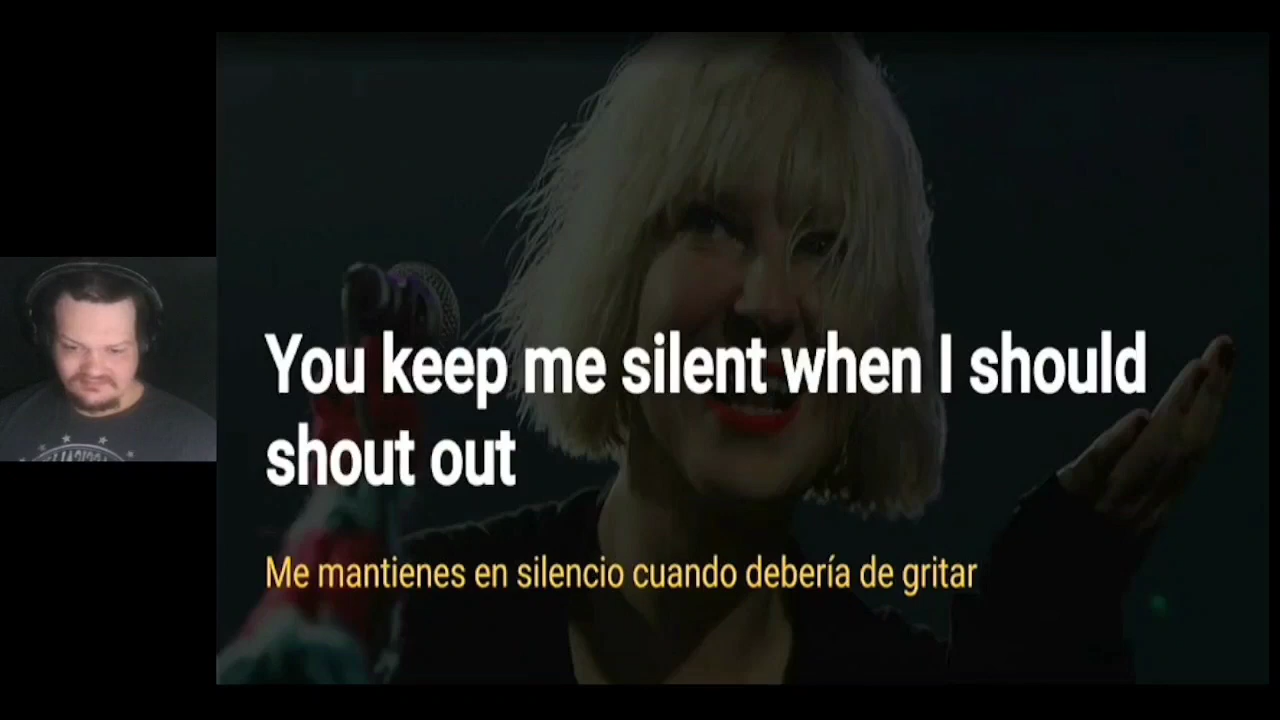 You keep me silent when I should
shout out
Me mantienes en silencio cuando debería de gritar